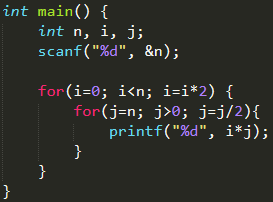 int main() {
    int n, i, j;
    scanf("%d", &n);

    for(i=0; i<n; i=i*2) {
        for(j=n; j>0; j=j/2){
            printf("%d", i*j);
        }
    }
}